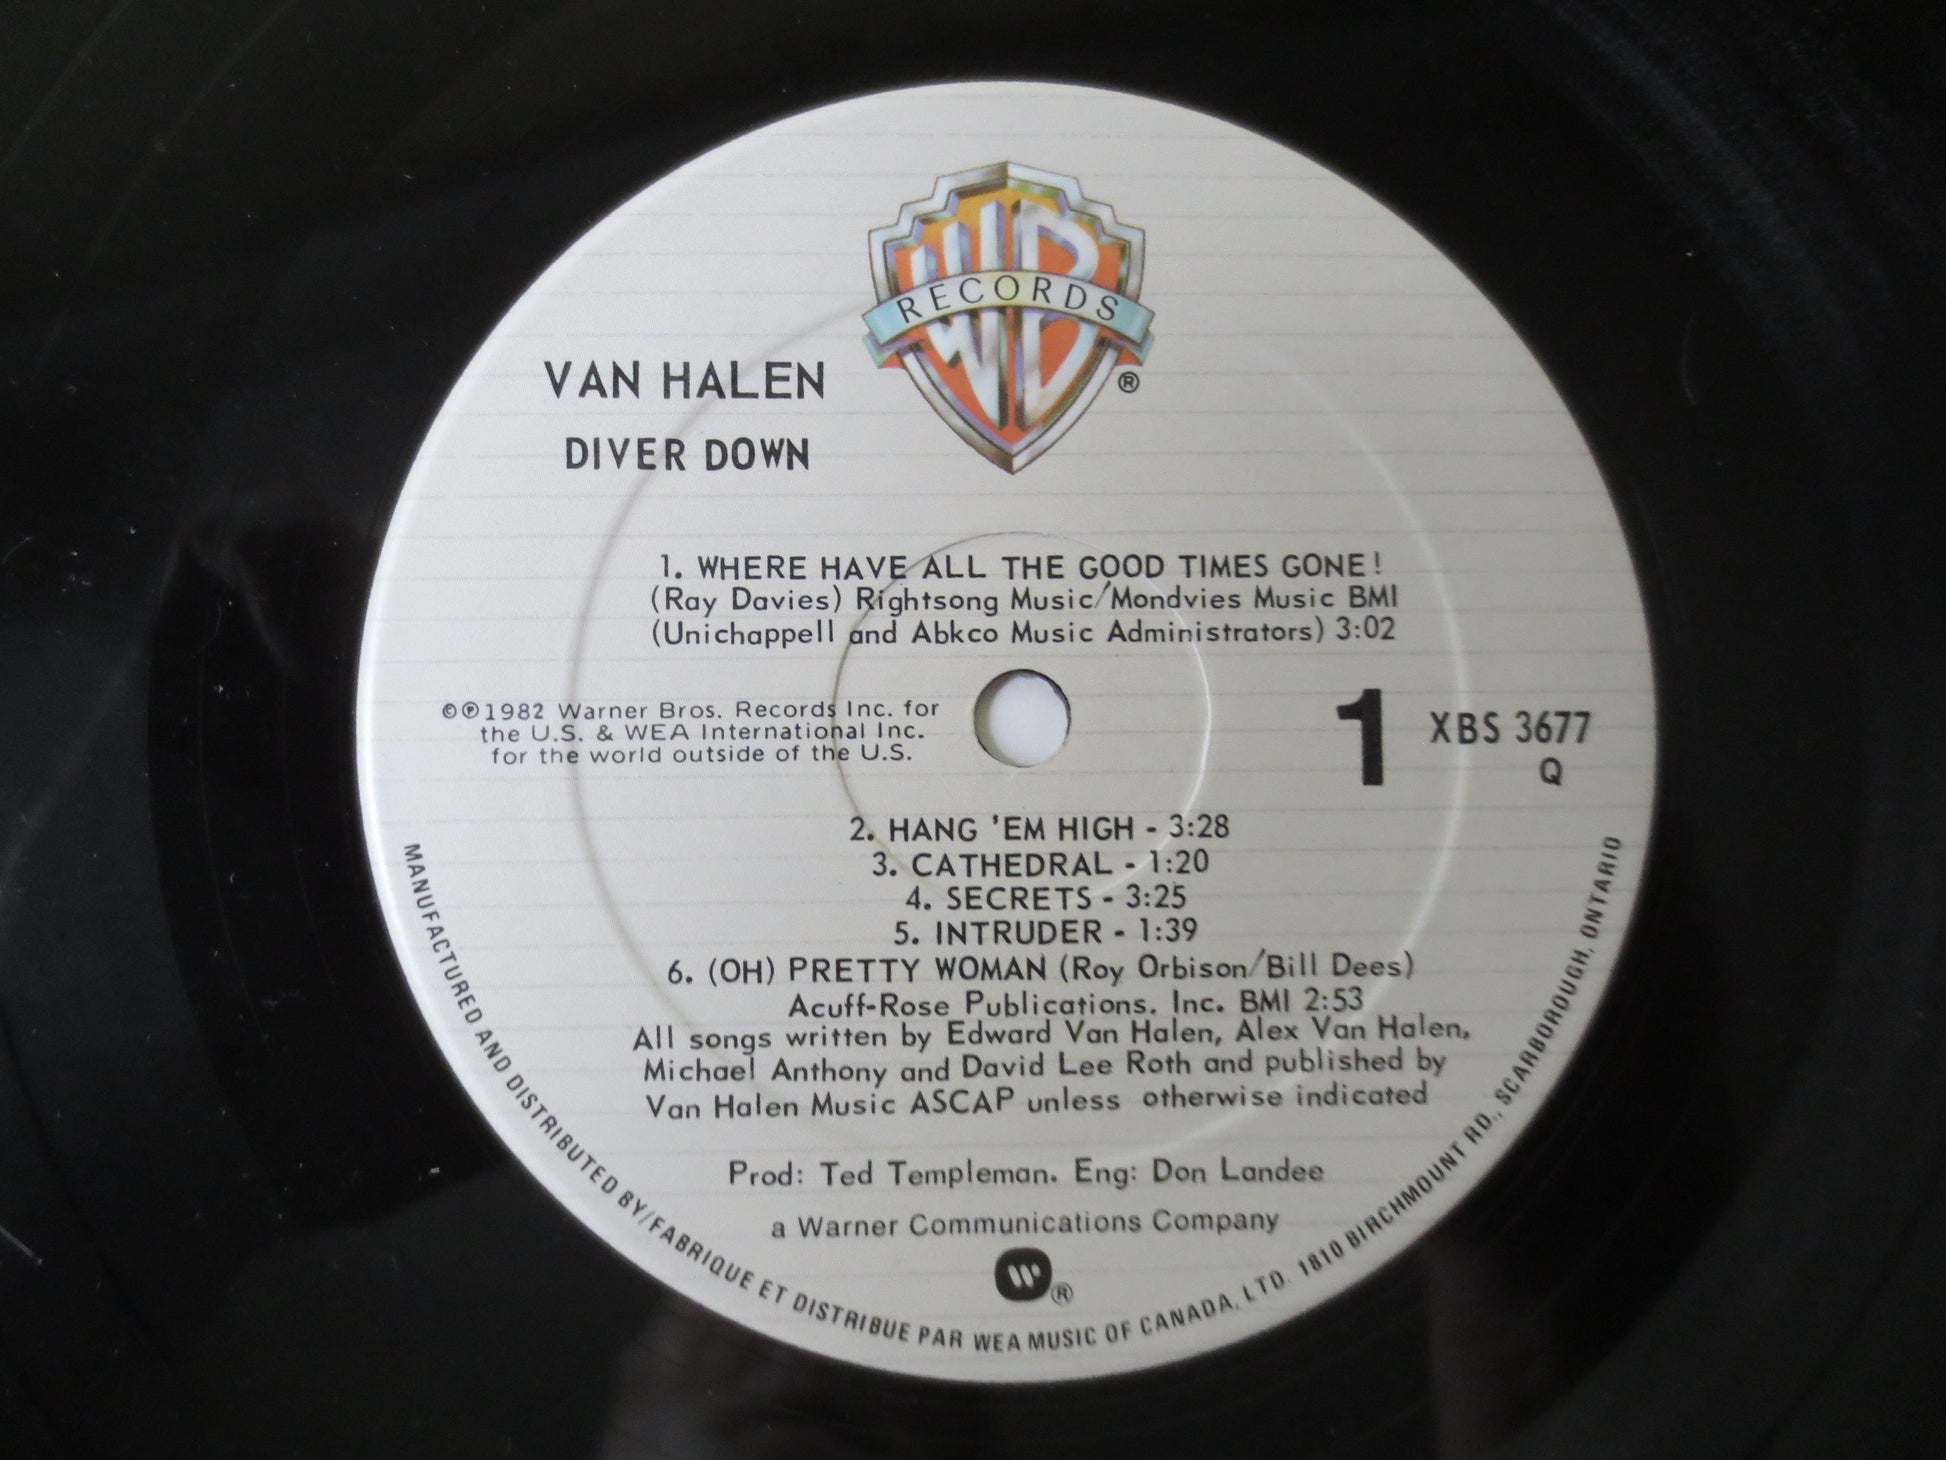 WB
RECORDS
®
VAN HALEN
DIVER DOWN
1. WHERE HAVE ALL THE GOOD TIMES GONE!
(Ray Davies) Rightsong Music/Mondvies Music BMI
(Unichappell and Abkco Music Administrators) 3:02
©℗1982 Warner Bros. Records Inc. for
the U.S. & WEA International Inc.
for the world outside of the U.S.
1
XBS 3677
Q
2. HANG 'EM HIGH - 3:28
3. CATHEDRAL - 1:20
4. SECRETS - 3:25
5. INTRUDER - 1:39
6. (OH) PRETTY WOMAN (Roy Orbison/Bill Dees)
Acuff-Rose Publications. Inc. BMI 2:53
All songs written by Edward Van Halen, Alex Van Halen,
Michael Anthony and David Lee Roth and published by
Van Halen Music ASCAP unless otherwise indicated
Prod: Ted Templeman. Eng: Don Landee
a Warner Communications Company
®
MANUFACTURED AND DISTRIBUTED BY/FABRIQUE ET DISTRIBUE PAR WEA MUSIC OF CANADA, LTD. 1810 BIRCHMOUNT RD., SCARBOROUGH, ONTARIO